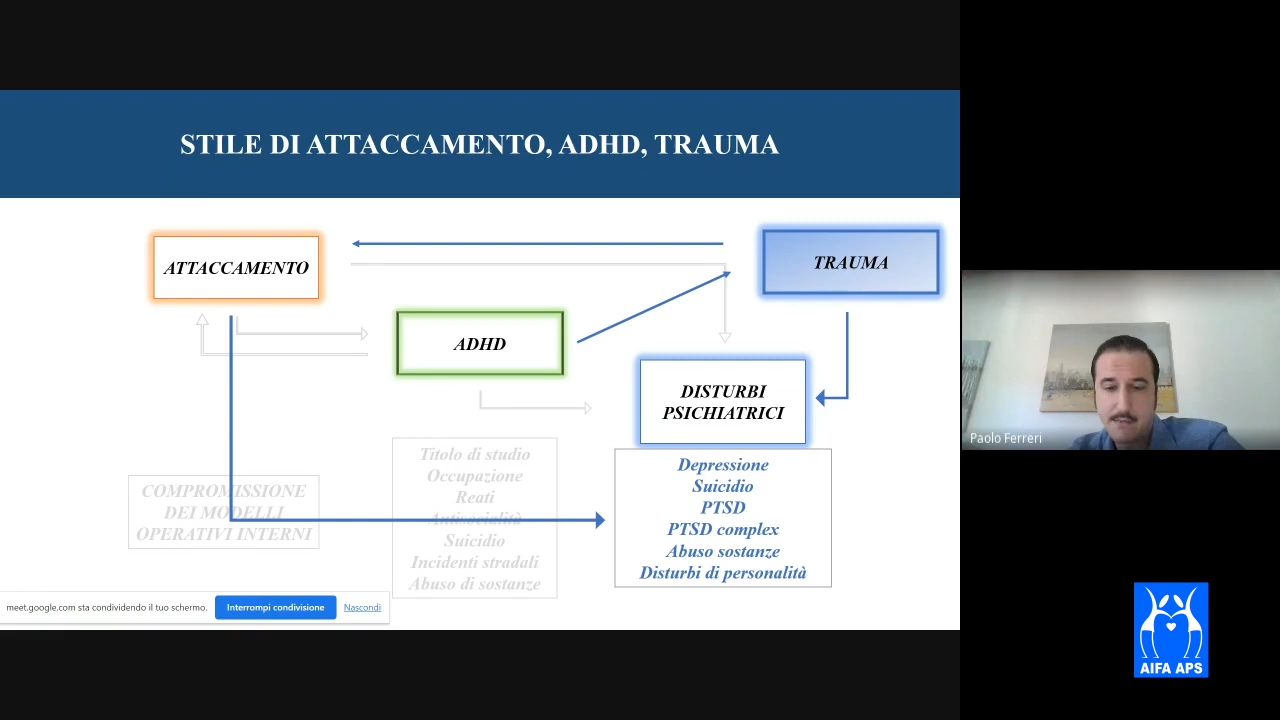 STILE DI ATTACCAMENTO, ADHD, TRAUMA
ATTACCAMENTO
TRAUMA
ADHD
DISTURBI
PSICHIATRICI
Titolo di studio
Occupazione
Reati
Antisocialità
Suicidio
Incidenti stradali
Abuso di sostanze
COMPROMISSIONE
DEI MODELLI
OPERATIVI INTERNI
Depressione
Suicidio
PTSD
PTSD complex
Abuso sostanze
Disturbi di personalità
meet.google.com sta condividendo il tuo schermo.
Interrompi condivisione
Nascondi
Paolo Ferreri
AIFA APS